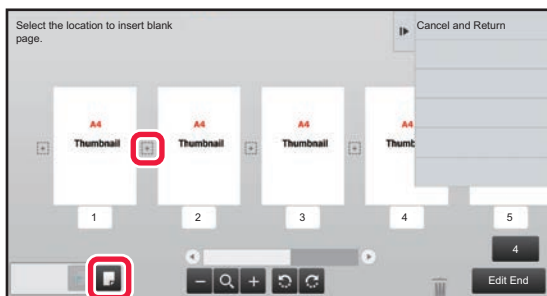 Select the location to insert blank
page.
Cancel and Return
A4
Thumbnail
A4
Thumbnail
A4
Thumbnail
A4
Thumb
1
2
3
4
5
4
Edit End